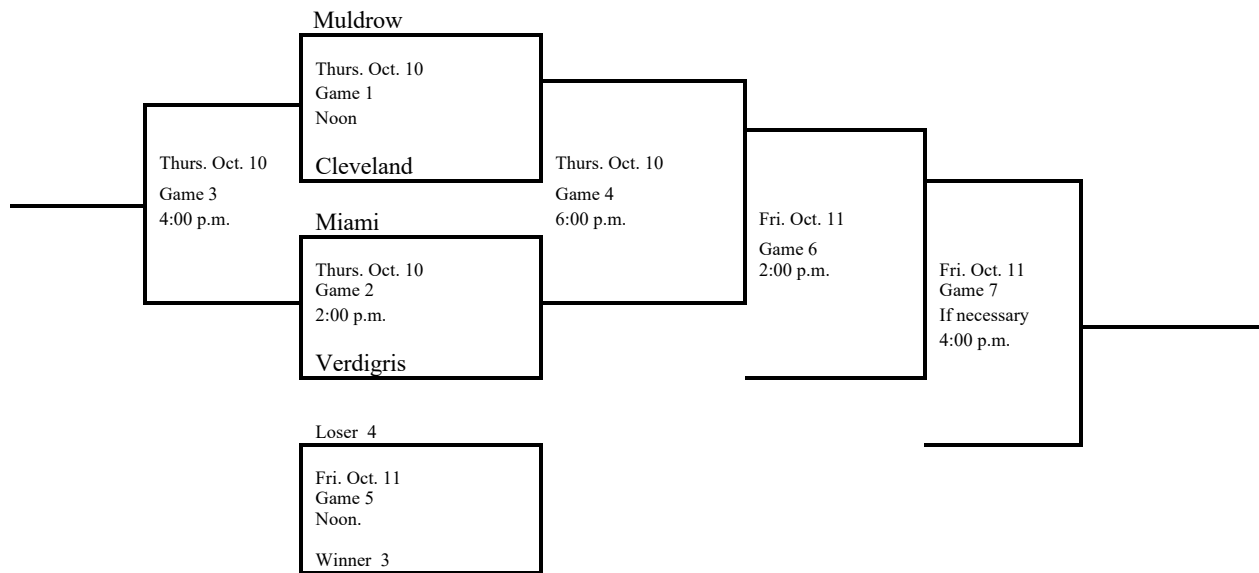 Muldrow
Thurs. Oct. 10
Game 1
Noon
Cleveland
Thurs. Oct. 10
Game 3
4:00 p.m.
Thurs. Oct. 10
Game 4
6:00 p.m.
Miami
Thurs. Oct. 10
Game 2
2:00 p.m.
Verdigris
Fri. Oct. 11
Game 6
2:00 p.m.
Fri. Oct. 11
Game 7
If necessary
4:00 p.m.
Loser 4
Fri. Oct. 11
Game 5
Noon.
Winner 3